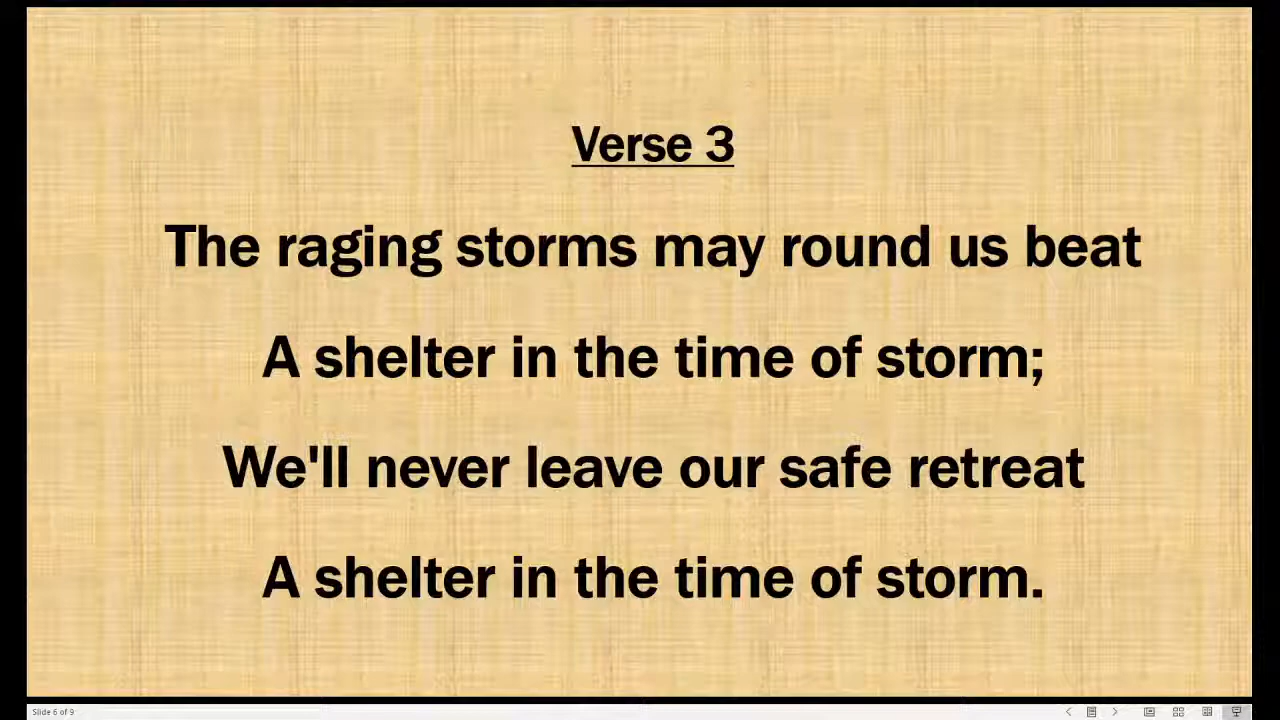 Verse 3
The raging storms may round us beat
A shelter in the time of storm;
We'll never leave our safe retreat
A shelter in the time of storm.
Slide 6 of 9